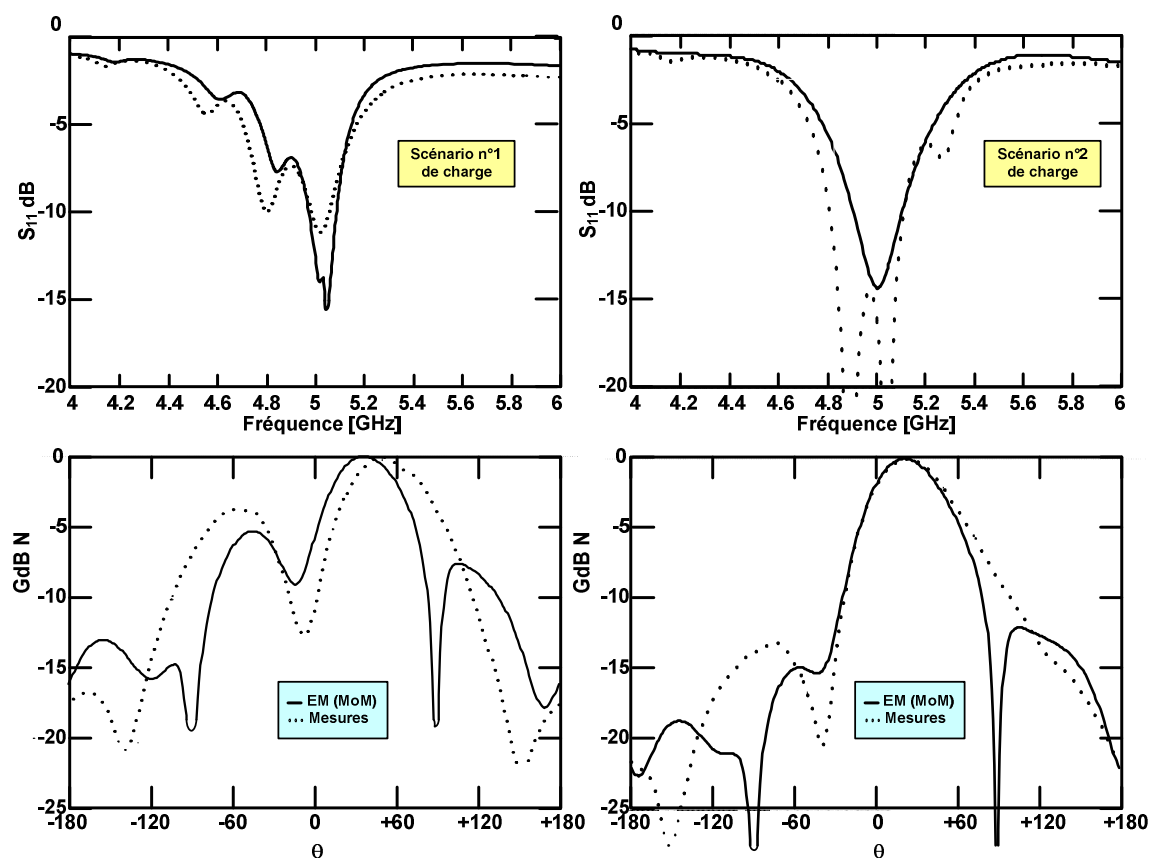 0
-5
-10
-15
-20
S11 dB
4 4.2 4.4 4.6 4.8 5 5.2 5.4 5.6 5.8 6
Fréquence [GHz]
Scénario n°1
de charge
0
-5
-10
-15
-20
S11 dB
4 4.2 4.4 4.6 4.8 5 5.2 5.4 5.6 5.8 6
Fréquence [GHz]
Scénario n°2
de charge
0
-5
-10
-15
-20
-25
GdB N
-180 -120 -60 0 +60 +120 +180
θ
EM (MoM)
Mesures
0
-5
-10
-15
-20
-25
GdB N
-180 -120 -60 0 +60 +120 +180
θ
EM (MoM)
Mesures